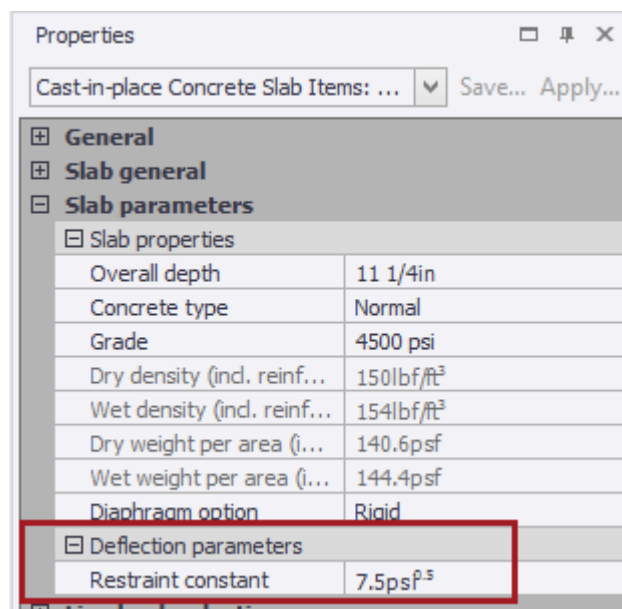 Properties
Cast-in-place Concrete Slab Items: ... Save... Apply...
General
Slab general
Slab parameters
Slab properties
Overall depth 11 1/4in
Concrete type Normal
Grade 4500 psi
Dry density (incl. reinf... 150lbf/ft³
Wet density (incl. reinf... 154lbf/ft³
Dry weight per area (i... 140.6psf
Wet weight per area (i... 144.4psf
Diaphragm option Rigid
Deflection parameters
Restraint constant 7.5psi⁰·⁵